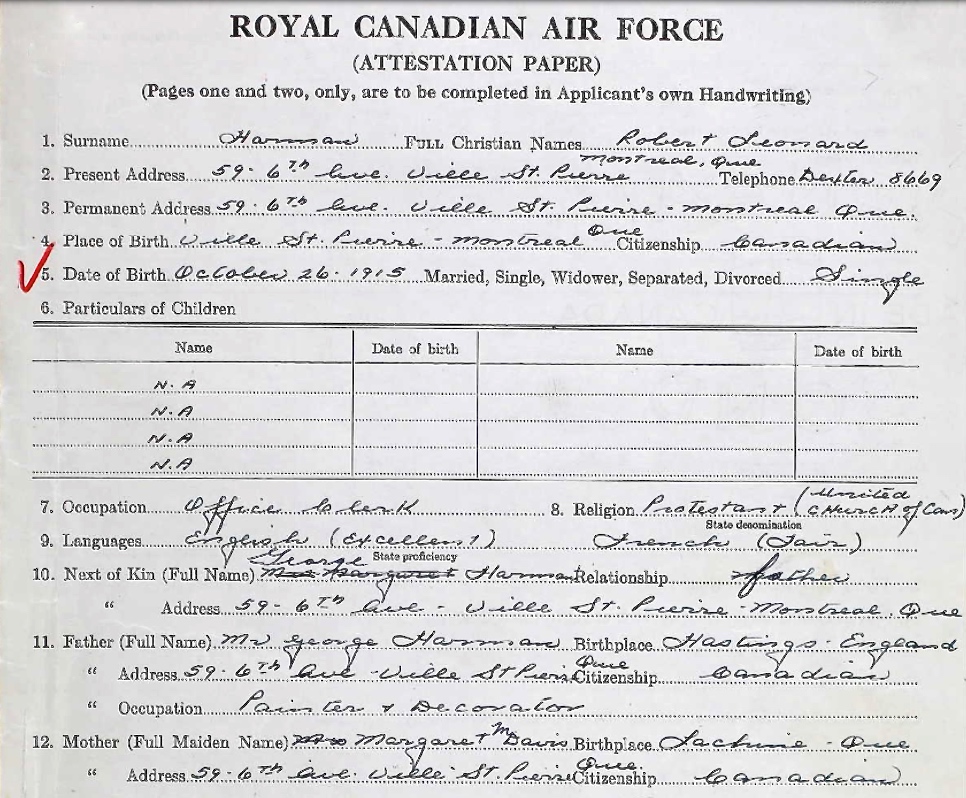 ROYAL CANADIAN AIR FORCE
(ATTESTATION PAPER)
(Pages one and two, only, are to be completed in Applicant's own Handwriting)
1. Surname Harman FULL Christian Names Robert Leonard
Montreal, Que
2. Present Address 59-6TH Ave. Ville St. Pierre Telephone Dexter 8669
3. Permanent Address 59-6TH Ave. Ville St. Pierre - Montreal Que.
4. Place of Birth Ville St. Pierre - Montreal Que Citizenship Canadian
5. Date of Birth October 26-1915 Married, Single, Widower, Separated, Divorced Single
6. Particulars of Children
Name Date of birth Name Date of birth
N.A
N.A
N.A
N.A
7. Occupation Office Clerk 8. Religion Protestant (United Church of Can)
State denomination
9. Languages English (Excellent) French (Fair)
State proficiency
George
10. Next of Kin (Full Name) Mrs Margaret Harman Relationship father
" Address 59-6TH Ave - Ville St. Pierre - Montreal, Que
11. Father (Full Name) Mr George Harman Birthplace Hastings - England
" Address 59-6TH Ave - Ville St Pierre Que Citizenship Canadian
" Occupation Painter & Decorator
12. Mother (Full Maiden Name) Mrs Margaret M Davis Birthplace Lachine - Que
" Address 59-6TH Ave. Ville St. Pierre Que. Citizenship Canadian